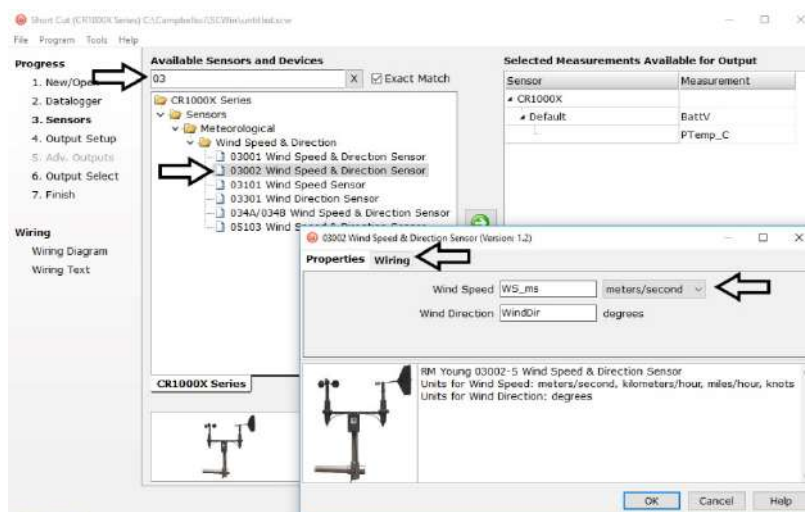 Short Cut (CR1000X Series) C:\Campbellsci\SCWin\untitled.scw
File Program Tools Help
Progress
1. New/Open
2. Datalogger
3. Sensors
4. Output Setup
5. Adv. Outputs
6. Output Select
7. Finish
Wiring
Wiring Diagram
Wiring Text
Available Sensors and Devices
03 X Exact Match
CR1000X Series
Sensors
Meteorological
Wind Speed & Direction
03001 Wind Speed & Direction Sensor
03002 Wind Speed & Direction Sensor
03101 Wind Speed Sensor
03301 Wind Direction Sensor
034A/034B Wind Speed & Direction Sensor
05103 Wind
CR1000X Series
Selected Measurements Available for Output
Sensor Measurement
CR1000X
Default BattV
PTemp_C
03002 Wind Speed & Direction Sensor (Version: 1.2)
Properties Wiring
Wind Speed WS_ms meters/second
Wind Direction WindDir degrees
RM Young 03002-5 Wind Speed & Direction Sensor
Units for Wind Speed: meters/second, kilometers/hour, miles/hour, knots
Units for Wind Direction: degrees
OK Cancel Help